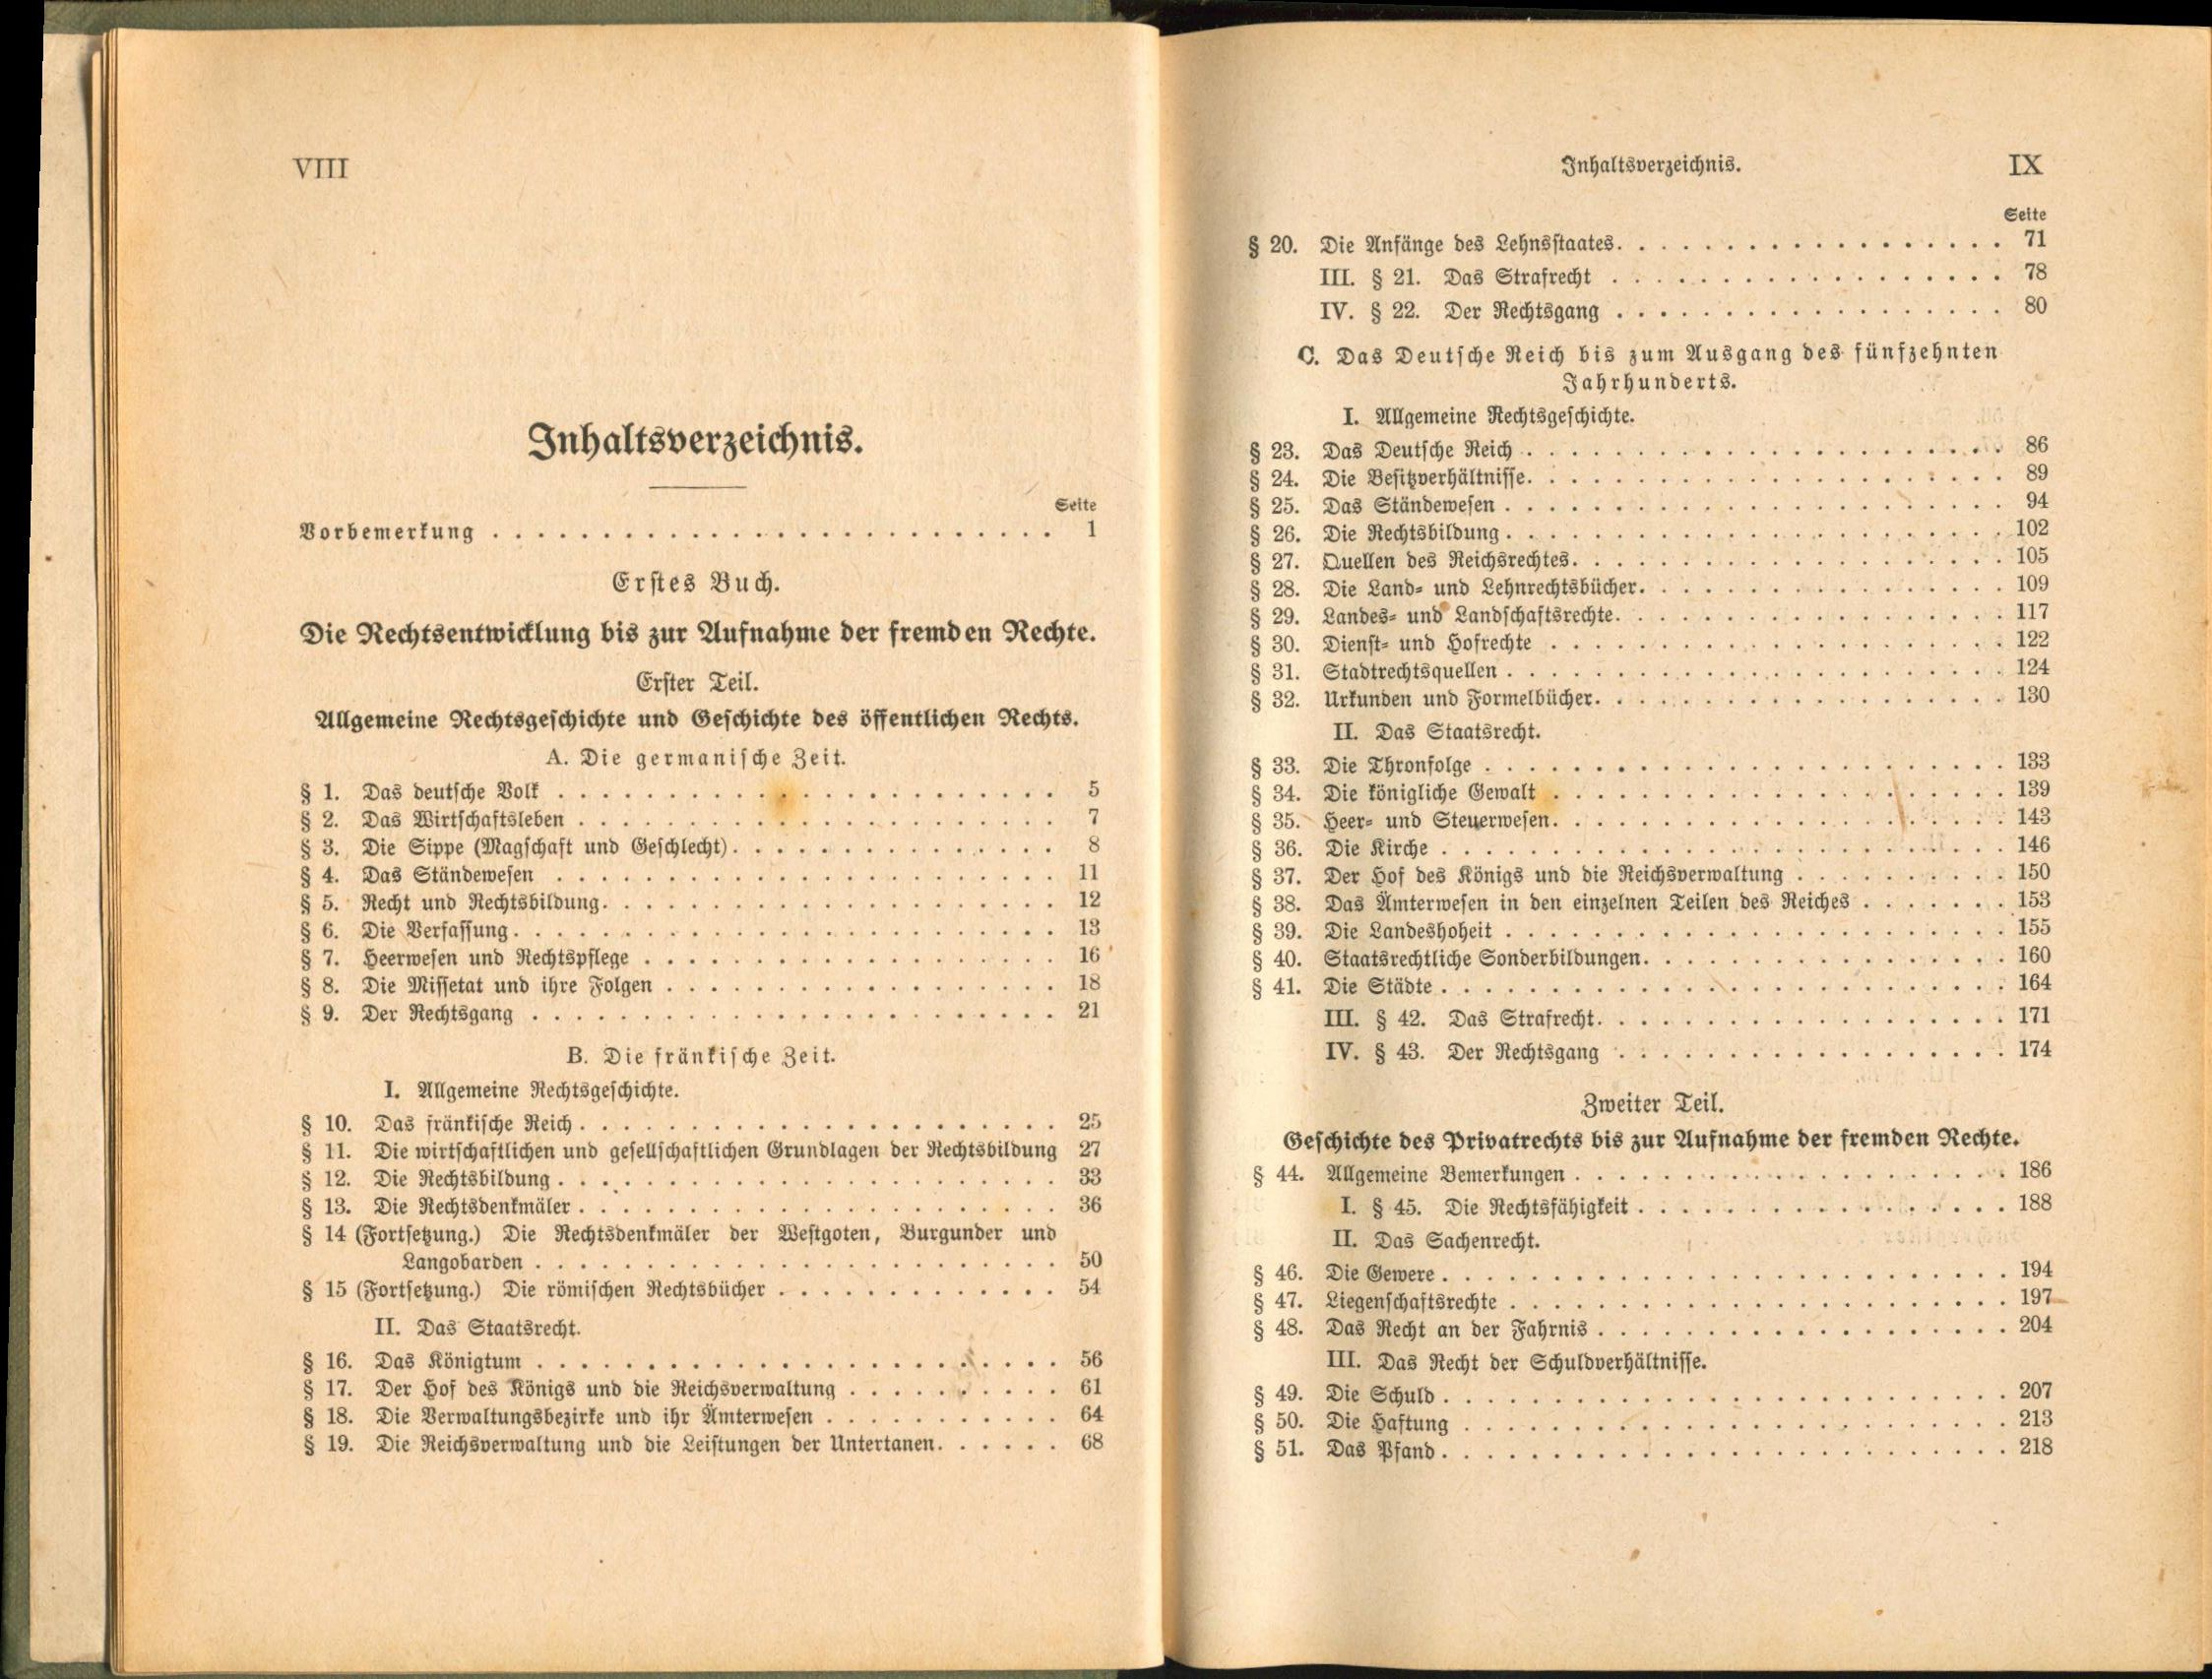 VIII
Inhaltsverzeichnis.
Seite
Vorbemerkung . . . . . . . . . . . . . . . . . . . . . 1
Erstes Buch.
Die Rechtsentwicklung bis zur Aufnahme der fremden Rechte.
Erster Teil.
Allgemeine Rechtsgeschichte und Geschichte des öffentlichen Rechts.
A. Die germanische Zeit.
§ 1. Das deutsche Volk . . . . . . . . . . . . . . . . . . . 5
§ 2. Das Wirtschaftsleben . . . . . . . . . . . . . . . . . . 7
§ 3. Die Sippe (Magschaft und Geschlecht) . . . . . . . . . . . . 8
§ 4. Das Ständewesen . . . . . . . . . . . . . . . . . . . 11
§ 5. Recht und Rechtsbildung. . . . . . . . . . . . . . . . . . 12
§ 6. Die Verfassung. . . . . . . . . . . . . . . . . . . . . 13
§ 7. Heerwesen und Rechtspflege . . . . . . . . . . . . . . . . 16
§ 8. Die Missetat und ihre Folgen . . . . . . . . . . . . . . . 18
§ 9. Der Rechtsgang . . . . . . . . . . . . . . . . . . . . 21
B. Die fränkische Zeit.
I. Allgemeine Rechtsgeschichte.
§ 10. Das fränkische Reich . . . . . . . . . . . . . . . . . . 25
§ 11. Die wirtschaftlichen und gesellschaftlichen Grundlagen der Rechtsbildung 27
§ 12. Die Rechtsbildung . . . . . . . . . . . . . . . . . . . 33
§ 13. Die Rechtsdenkmäler . . . . . . . . . . . . . . . . . . 36
§ 14 (Fortsetzung.) Die Rechtsdenkmäler der Westgoten, Burgunder und
Langobarden . . . . . . . . . . . . . . . . . . . . 50
§ 15 (Fortsetzung.) Die römischen Rechtsbücher . . . . . . . . . . . 54
II. Das Staatsrecht.
§ 16. Das Königtum . . . . . . . . . . . . . . . . . . . . 56
§ 17. Der Hof des Königs und die Reichsverwaltung . . . . . . . . . 61
§ 18. Die Verwaltungsbezirke und ihr Ämterwesen . . . . . . . . . . 64
§ 19. Die Reichsverwaltung und die Leistungen der Untertanen. . . . . . 68
Inhaltsverzeichnis. IX
Seite
§ 20. Die Anfänge des Lehnsstaates. . . . . . . . . . . . . . . . 71
III. § 21. Das Strafrecht . . . . . . . . . . . . . . . . 78
IV. § 22. Der Rechtsgang . . . . . . . . . . . . . . . . 80
C. Das Deutsche Reich bis zum Ausgang des fünfzehnten
Jahrhunderts.
I. Allgemeine Rechtsgeschichte.
§ 23. Das Deutsche Reich . . . . . . . . . . . . . . . . . . 86
§ 24. Die Besitzverhältnisse. . . . . . . . . . . . . . . . . . . 89
§ 25. Das Ständewesen . . . . . . . . . . . . . . . . . . . 94
§ 26. Die Rechtsbildung . . . . . . . . . . . . . . . . . . . 102
§ 27. Quellen des Reichsrechtes. . . . . . . . . . . . . . . . . . 105
§ 28. Die Land- und Lehnrechtsbücher. . . . . . . . . . . . . . . 109
§ 29. Landes- und Landschaftsrechte. . . . . . . . . . . . . . . . 117
§ 30. Dienst- und Hofrechte . . . . . . . . . . . . . . . . . . 122
§ 31. Stadtrechtsquellen . . . . . . . . . . . . . . . . . . . 124
§ 32. Urkunden und Formelbücher. . . . . . . . . . . . . . . . . 130
II. Das Staatsrecht.
§ 33. Die Thronfolge . . . . . . . . . . . . . . . . . . . . 133
§ 34. Die königliche Gewalt . . . . . . . . . . . . . . . . . . 139
§ 35. Heer- und Steuerwesen. . . . . . . . . . . . . . . . . . . 143
§ 36. Die Kirche . . . . . . . . . . . . . . . . . . . . . . 146
§ 37. Der Hof des Königs und die Reichsverwaltung . . . . . . . . . 150
§ 38. Das Ämterwesen in den einzelnen Teilen des Reiches . . . . . . . 153
§ 39. Die Landeshoheit . . . . . . . . . . . . . . . . . . . 155
§ 40. Staatsrechtliche Sonderbildungen. . . . . . . . . . . . . . . 160
§ 41. Die Städte . . . . . . . . . . . . . . . . . . . . . . 164
III. § 42. Das Strafrecht. . . . . . . . . . . . . . . . . 171
IV. § 43. Der Rechtsgang . . . . . . . . . . . . . . . . 174
Zweiter Teil.
Geschichte des Privatrechts bis zur Aufnahme der fremden Rechte.
§ 44. Allgemeine Bemerkungen . . . . . . . . . . . . . . . . . 186
I. § 45. Die Rechtsfähigkeit . . . . . . . . . . . . . . . 188
II. Das Sachenrecht.
§ 46. Die Gewere . . . . . . . . . . . . . . . . . . . . . . 194
§ 47. Liegenschaftsrechte . . . . . . . . . . . . . . . . . . . 197
§ 48. Das Recht an der Fahrnis . . . . . . . . . . . . . . . . 204
III. Das Recht der Schuldverhältnisse.
§ 49. Die Schuld . . . . . . . . . . . . . . . . . . . . . . 207
§ 50. Die Haftung . . . . . . . . . . . . . . . . . . . . . 213
§ 51. Das Pfand . . . . . . . . . . . . . . . . . . . . . . 218